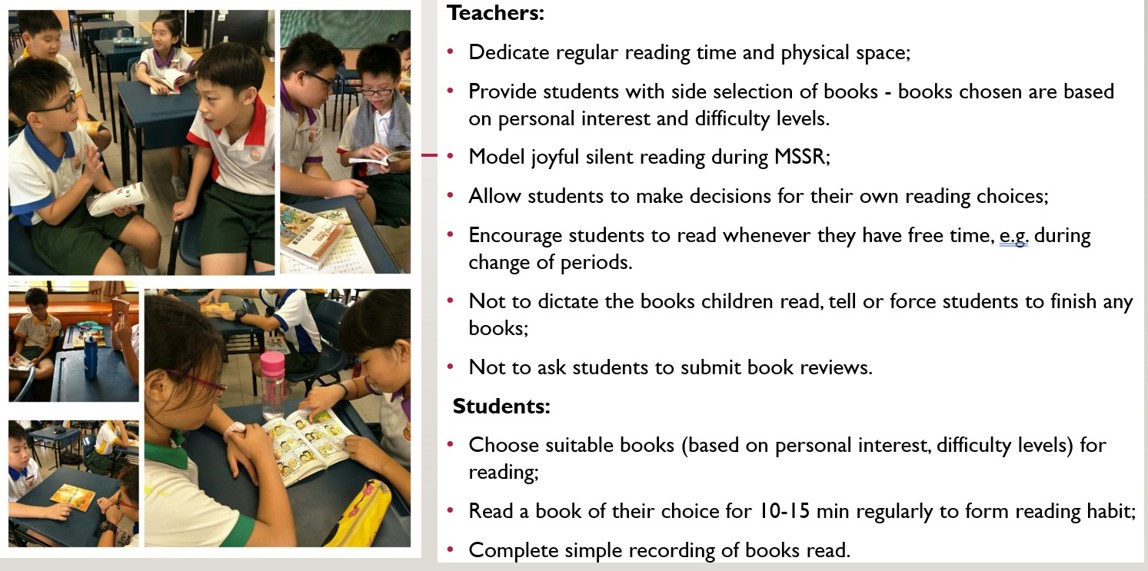 Teachers:
• Dedicate regular reading time and physical space;
• Provide students with side selection of books - books chosen are based
on personal interest and difficulty levels.
• Model joyful silent reading during MSSR;
• Allow students to make decisions for their own reading choices;
• Encourage students to read whenever they have free time, e.g. during
change of periods.
• Not to dictate the books children read, tell or force students to finish any
books;
• Not to ask students to submit book reviews.
Students:
• Choose suitable books (based on personal interest, difficulty levels) for
reading;
• Read a book of their choice for 10-15 min regularly to form reading habit;
• Complete simple recording of books read.